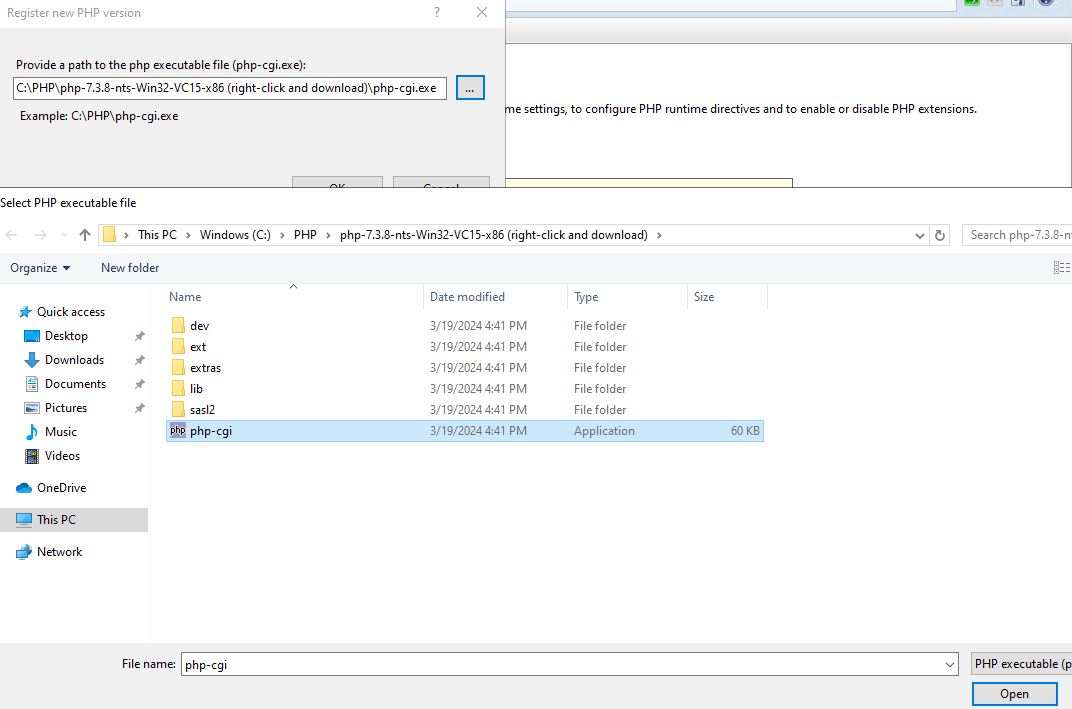 Register new PHP version
?
Provide a path to the php executable file (php-cgi.exe):
C:\PHP\php-7.3.8-nts-Win32-VC15-x86 (right-click and download)\php-cgi.exe
...
Example: C:\PHP\php-cgi.exe
me settings, to configure PHP runtime directives and to enable or disable PHP extensions.
OK Cancel
Select PHP executable file
This PC > Windows (C:) > PHP > php-7.3.8-nts-Win32-VC15-x86 (right-click and download) >
Search php-7.3.8-nt
Organize New folder
Name Date modified Type Size
Quick access
Desktop
Downloads
Documents
Pictures
Music
Videos
OneDrive
This PC
Network
dev 3/19/2024 4:41 PM File folder
ext 3/19/2024 4:41 PM File folder
extras 3/19/2024 4:41 PM File folder
lib 3/19/2024 4:41 PM File folder
sasl2 3/19/2024 4:41 PM File folder
php php-cgi 3/19/2024 4:41 PM Application 60 KB
File name: php-cgi
PHP executable (p
Open